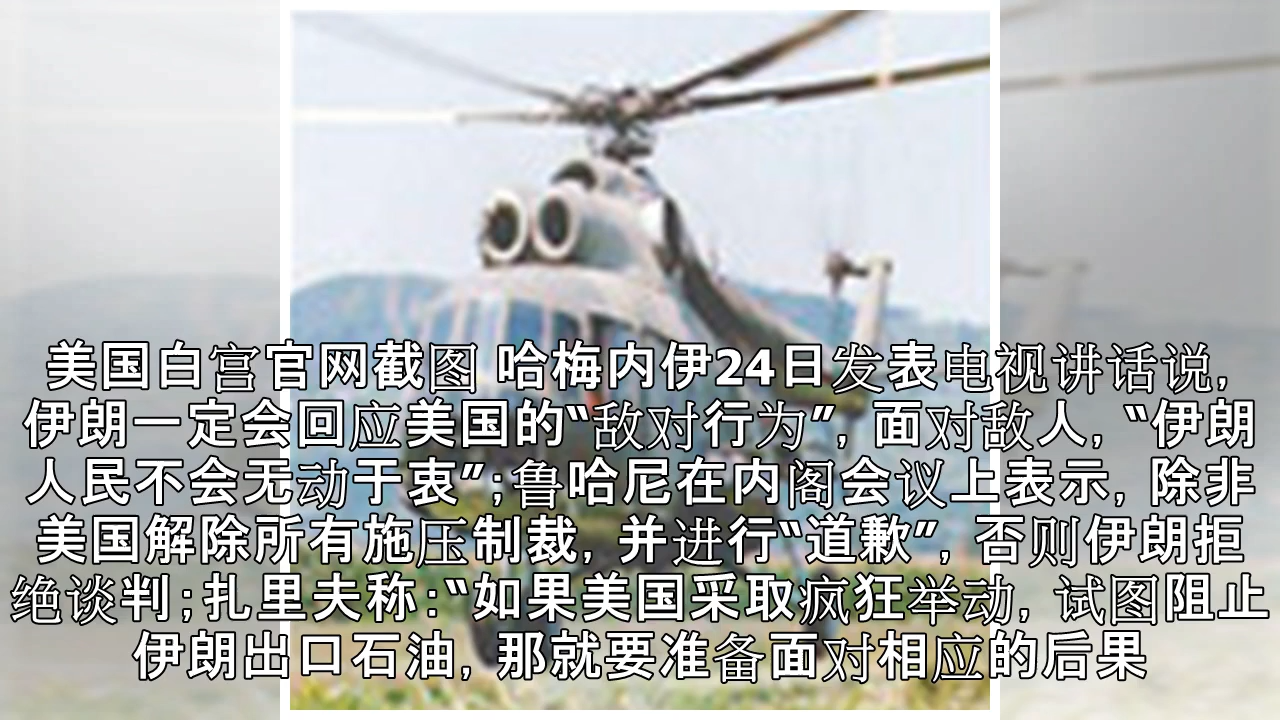 美国白宫官网截图 哈梅内伊24日发表电视讲话说,
伊朗一定会回应美国的“敌对行为”, 面对敌人, “伊朗
人民不会无动于衷”;鲁哈尼在内阁会议上表示, 除非
美国解除所有施压制裁, 并进行“道歉”, 否则伊朗拒
绝谈判;扎里夫称:“如果美国采取疯狂举动, 试图阻止
伊朗出口石油, 那就要准备面对相应的后果